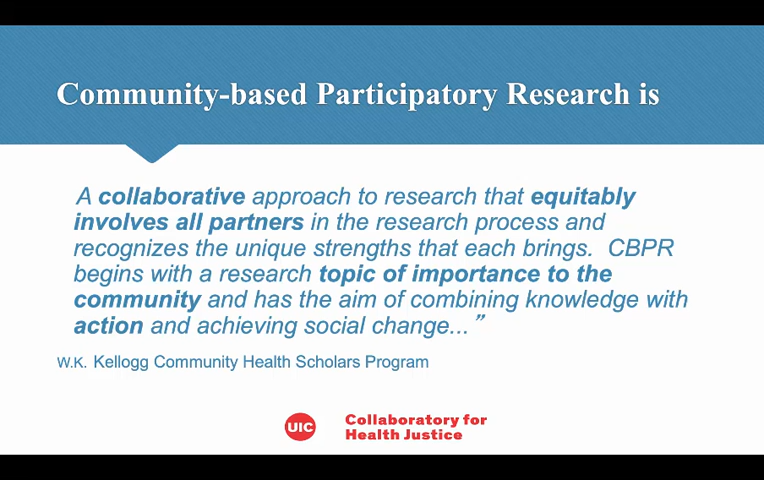 Community-based Participatory Research is
A collaborative approach to research that equitably
involves all partners in the research process and
recognizes the unique strengths that each brings. CBPR
begins with a research topic of importance to the
community and has the aim of combining knowledge with
action and achieving social change...”
W.K. Kellogg Community Health Scholars Program
UIC
Collaboratory for
Health Justice